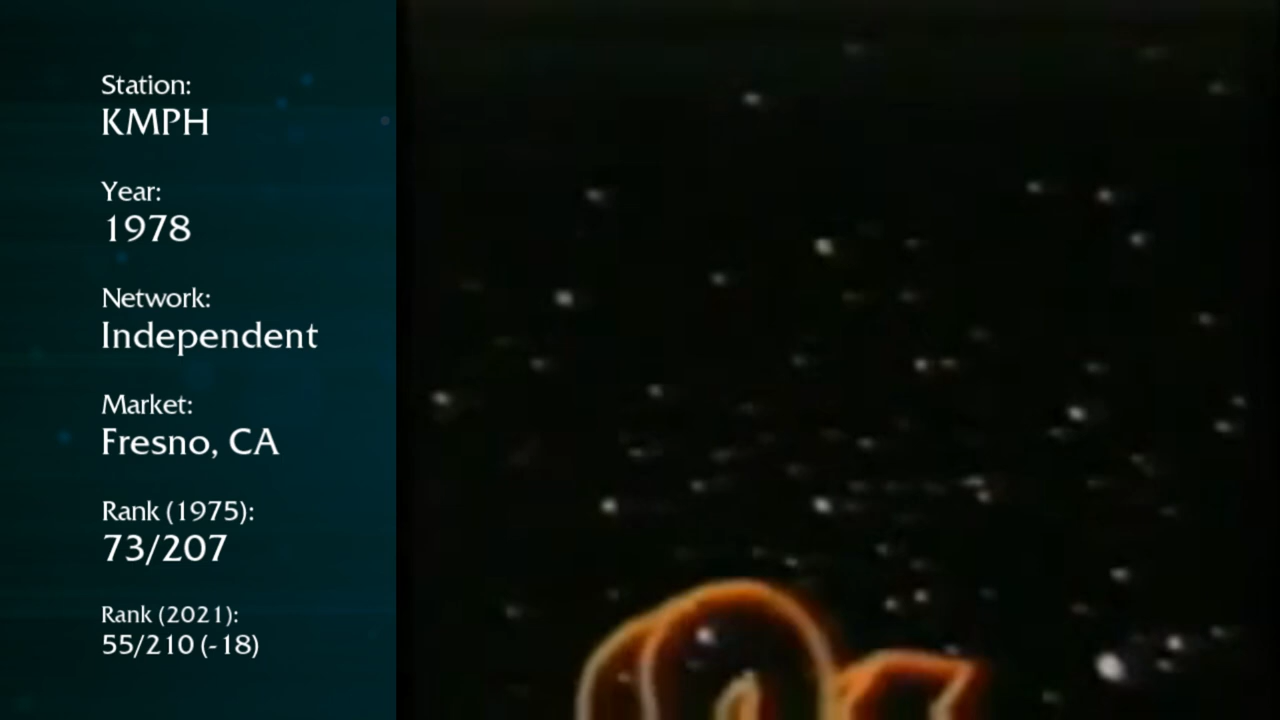 Station:
KMPH
Year:
1978
Network:
Independent
Market:
Fresno, CA
Rank (1975):
73/207
Rank (2021):
55/210 (-18)